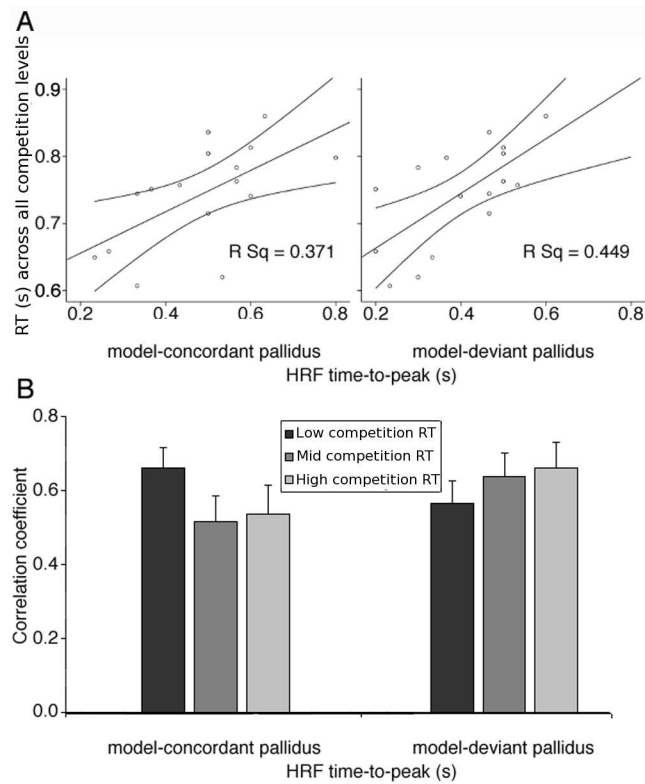 A
RT (s) across all competition levels
0.9
0.8
0.7
0.6
R Sq = 0.371
R Sq = 0.449
0.2 0.4 0.6 0.8 0.2 0.4 0.6 0.8
model-concordant pallidus model-deviant pallidus
HRF time-to-peak (s)
B
Correlation coefficient
0.8
0.6
0.4
0.2
0.0
Low competition RT
Mid competition RT
High competition RT
model-concordant pallidus model-deviant pallidus
HRF time-to-peak (s)